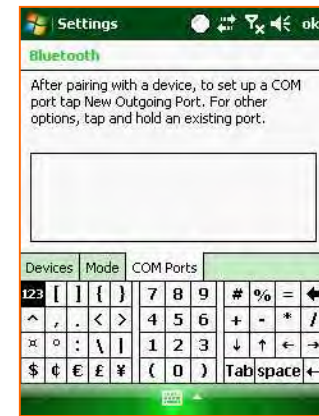 Settings
ok
Bluetooth
After pairing with a device, to set up a COM
port tap New Outgoing Port. For other
options, tap and hold an existing port.
Devices Mode COM Ports
123 [ ] { } 7 8 9 # % = ←
^ , . < > 4 5 6 + - * /
¤ ° : \ | 1 2 3 ↓ ↑ ← →
$ ¢ € £ ¥ ( 0 ) Tab space ←